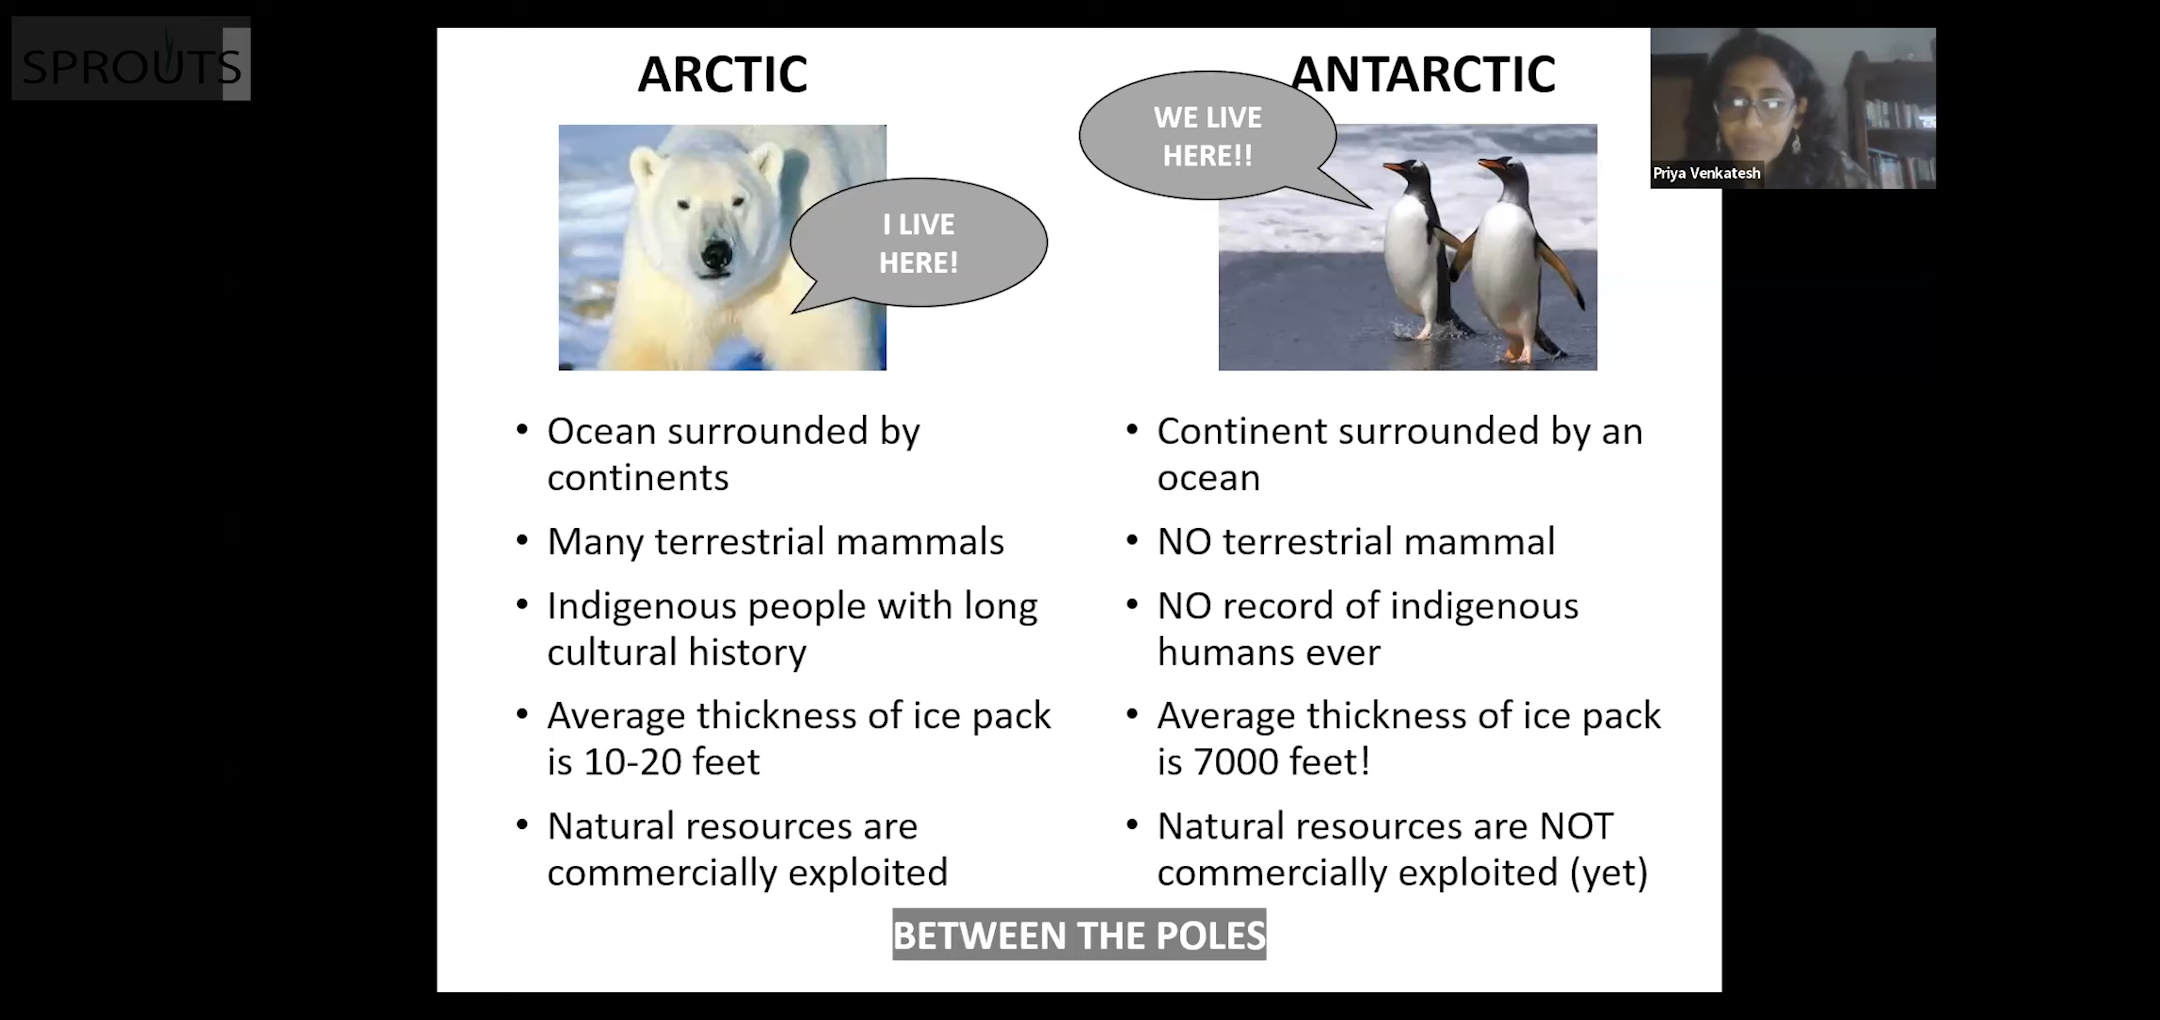 SPROUTS
ARCTIC
I LIVE
HERE!
• Ocean surrounded by
continents
• Many terrestrial mammals
• Indigenous people with long
cultural history
• Average thickness of ice pack
is 10-20 feet
• Natural resources are
commercially exploited
ANTARCTIC
WE LIVE
HERE!!
• Continent surrounded by an
ocean
• NO terrestrial mammal
• NO record of indigenous
humans ever
• Average thickness of ice pack
is 7000 feet!
• Natural resources are NOT
commercially exploited (yet)
BETWEEN THE POLES
Priya Venkatesh